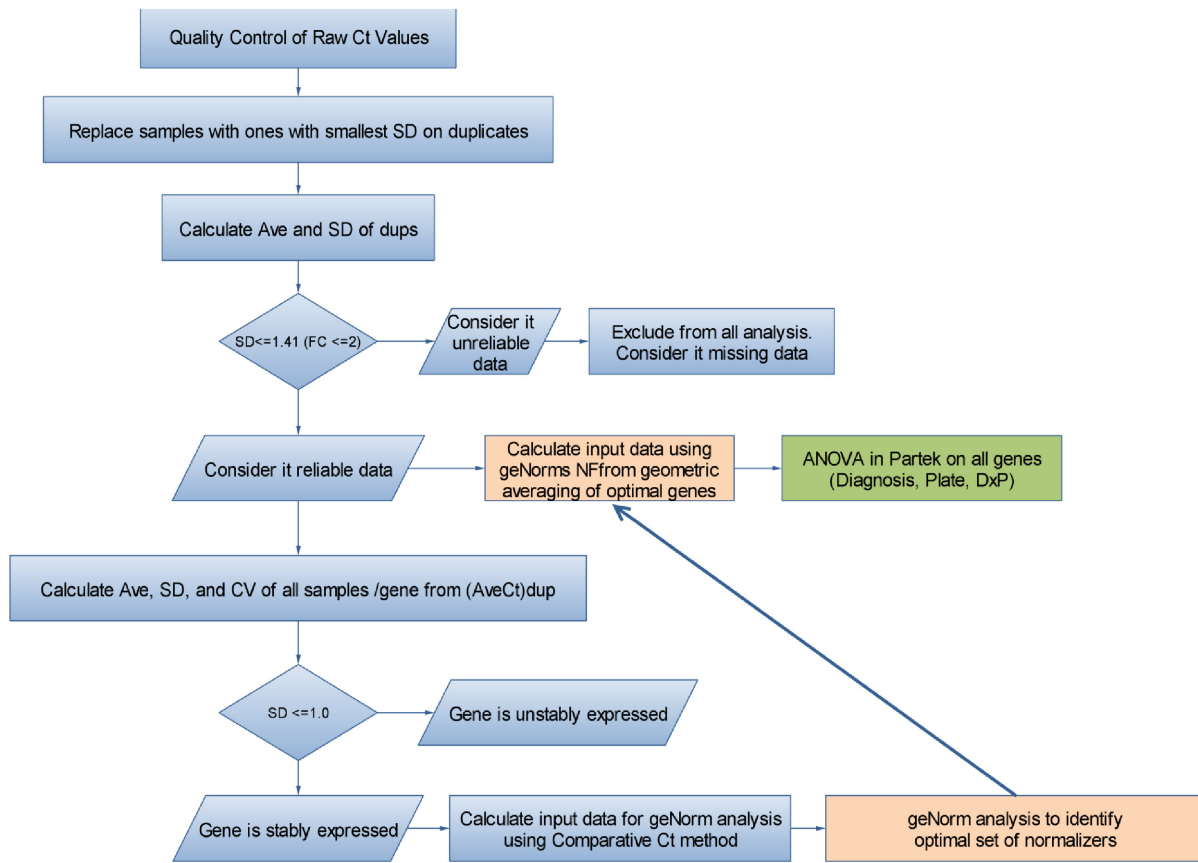 Quality Control of Raw Ct Values
Replace samples with ones with smallest SD on duplicates
Calculate Ave and SD of dups
SD<=1.41 (FC <=2)
Consider it
unreliable
data
Exclude from all analysis.
Consider it missing data
Consider it reliable data
Calculate input data using
geNorms NFfrom geometric
averaging of optimal genes
ANOVA in Partek on all genes
(Diagnosis, Plate, DxP)
Calculate Ave, SD, and CV of all samples /gene from (AveCt)dup
SD <=1.0
Gene is unstably expressed
Gene is stably expressed
Calculate input data for geNorm analysis
using Comparative Ct method
geNorm analysis to identify
optimal set of normalizers